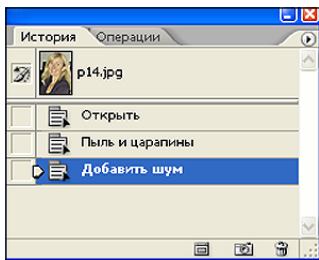 История Операции
p14.jpg
Открыть
Пыль и царапины
Добавить шум